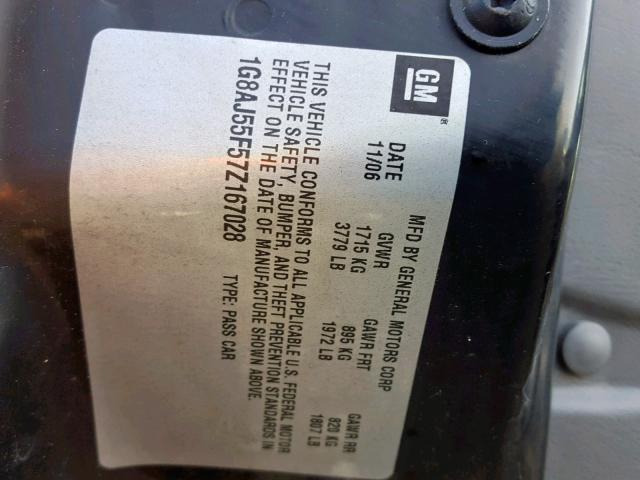 GM
®
DATE
11/06
MFD BY GENERAL MOTORS CORP
GVWR GAWR FRT GAWR RR
1715 KG 895 KG 820 KG
3779 LB 1972 LB 1807 LB
THIS VEHICLE CONFORMS TO ALL APPLICABLE U.S. FEDERAL MOTOR
VEHICLE SAFETY, BUMPER, AND THEFT PREVENTION STANDARDS IN
EFFECT ON THE DATE OF MANUFACTURE SHOWN ABOVE.
1G8AJ55F57Z167028 TYPE: PASS CAR